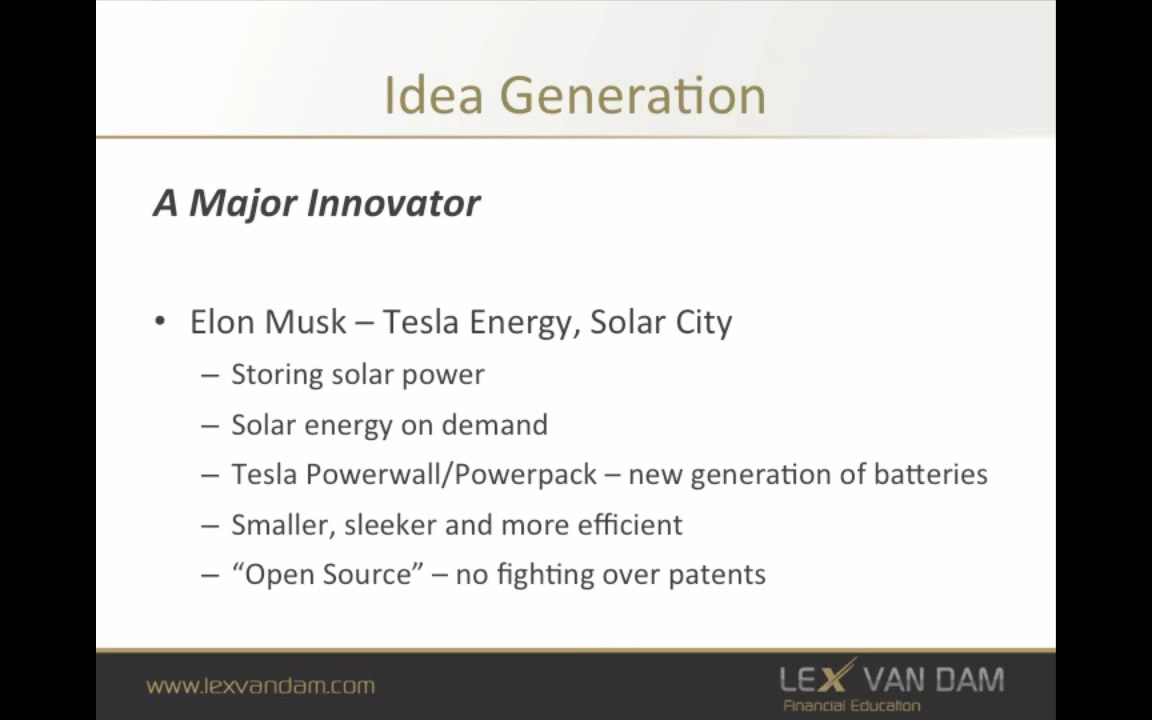 Idea Generation
A Major Innovator
• Elon Musk – Tesla Energy, Solar City
– Storing solar power
– Solar energy on demand
– Tesla Powerwall/Powerpack – new generation of batteries
– Smaller, sleeker and more efficient
– “Open Source” – no fighting over patents
www.lexvandam.com
LEX VAN DAM
Financial Education